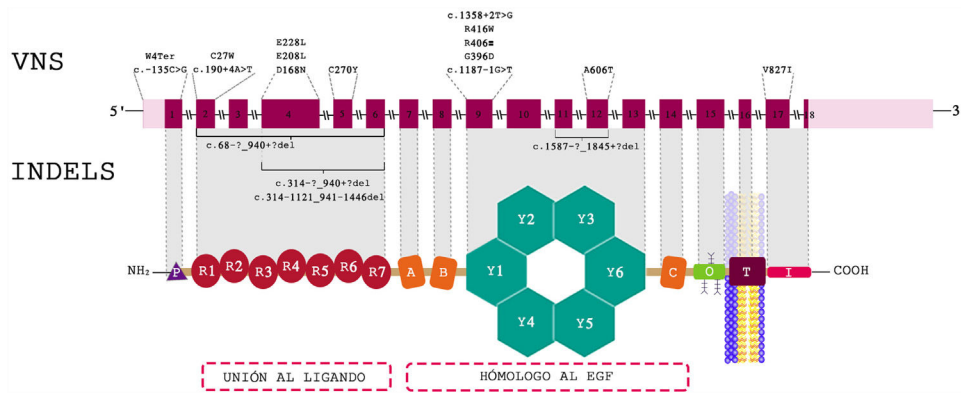 c.1358+2T>G
R416W
R406=
G396D
c.1187-1G>T
E228L
E208L
D168N
W4Ter
c.-135C>G
C27W
c.190+4A>T
C270Y
A606T
V827I
VNS
5'
1
2
3
4
5
6
7
8
9
10
11
12
13
14
15
16
17
8
3
c.68-?_940+?del
c.1587-?_1845+?del
INDELS
c.314-?_940+?del
c.314-1121_941-1446del
NH₂
P
R1
R2
R3
R4
R5
R6
R7
A
B
Y1
Y2
Y3
Y6
Y4
Y5
C
O
T
I
COOH
UNIÓN AL LIGANDO
HÓMOLOGO AL EGF